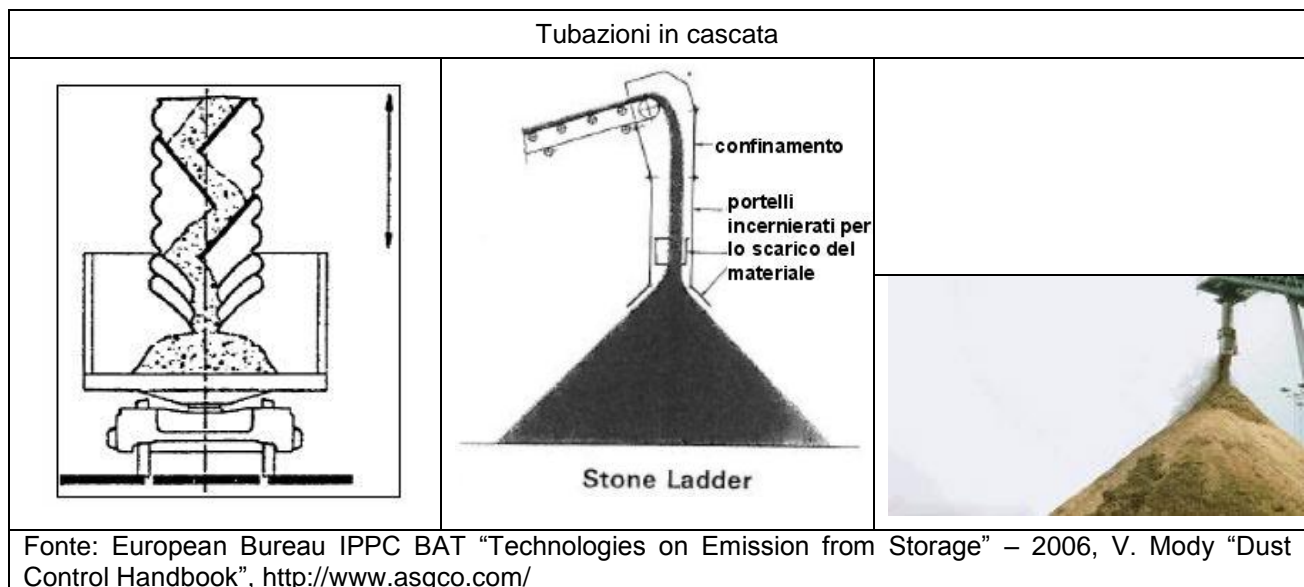 Tubazioni in cascata
confinamento
portelli
incernierati per
lo scarico del
materiale
Stone Ladder
Fonte: European Bureau IPPC BAT “Technologies on Emission from Storage” – 2006, V. Mody “Dust
Control Handbook”, http://www.asgco.com/